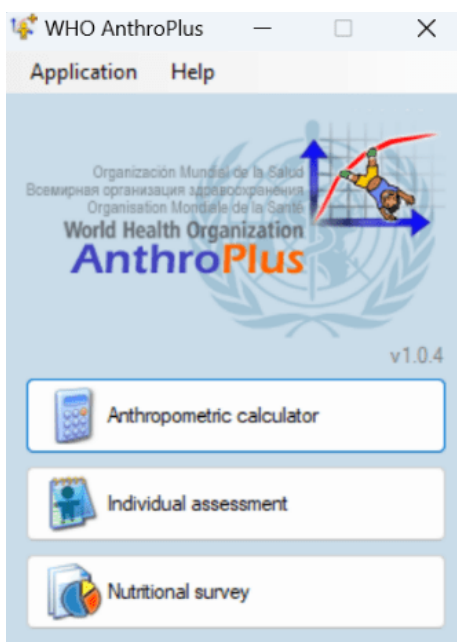 WHO AnthroPlus
Application Help
Organización Mundial de la Salud
Всемирная организация здравоохранения
Organisation Mondiale de la Santé
World Health Organization
AnthroPlus
v1.0.4
Anthropometric calculator
Individual assessment
Nutritional survey